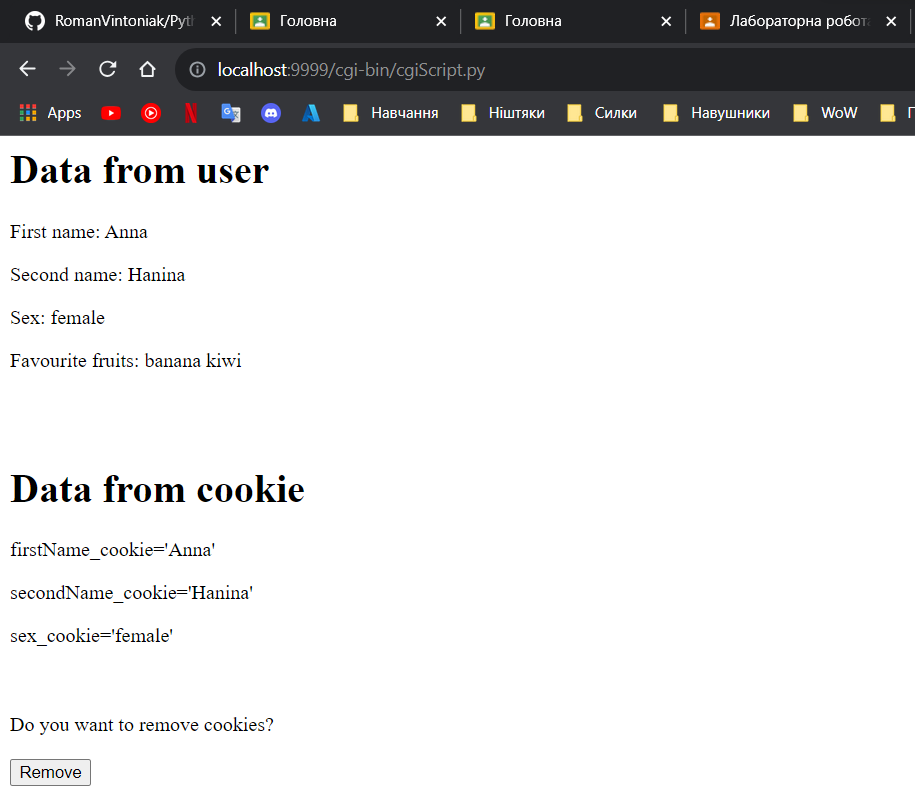 RomanVintoniak/Pyth
Головна
Головна
Лабораторна робота
localhost:9999/cgi-bin/cgiScript.py
Apps
Навчання
Ніштяки
Силки
Навушники
WoW
Data from user
First name: Anna
Second name: Hanina
Sex: female
Favourite fruits: banana kiwi
Data from cookie
firstName_cookie='Anna'
secondName_cookie='Hanina'
sex_cookie='female'
Do you want to remove cookies?
Remove